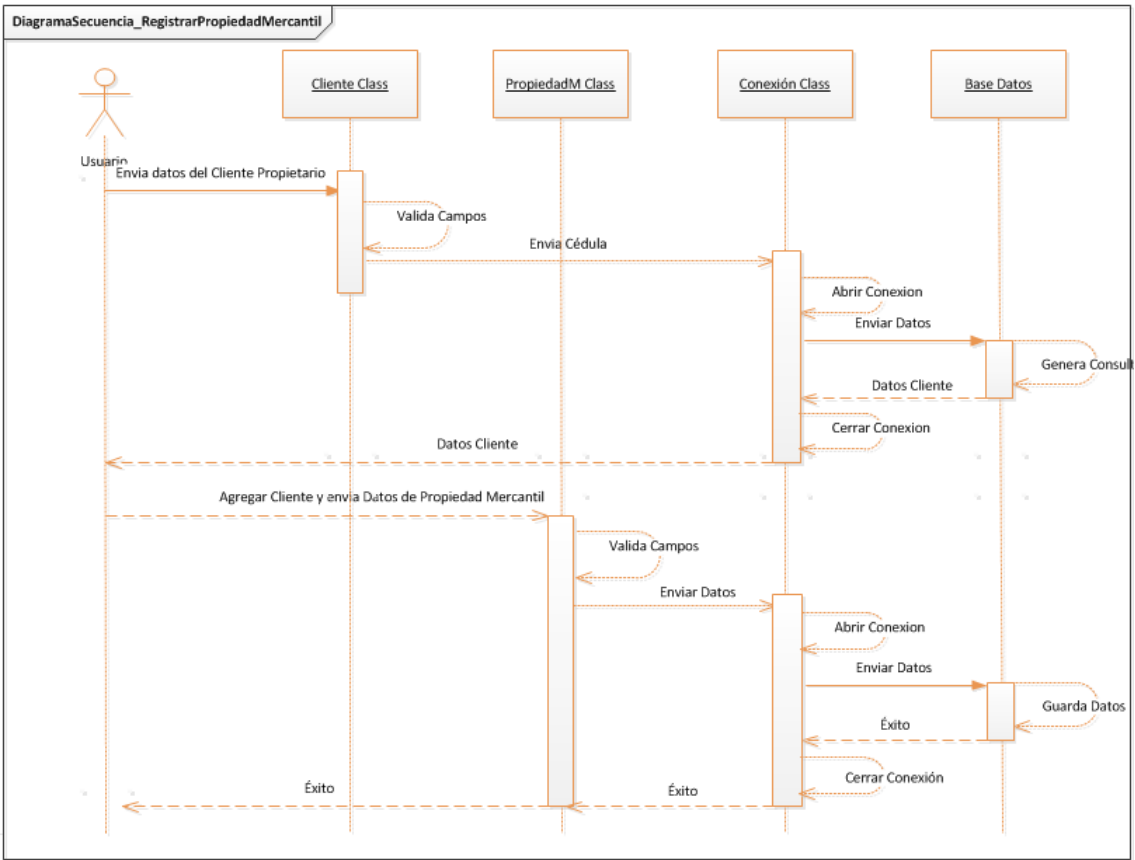 DiagramaSecuencia_RegistrarPropiedadMercantil
Cliente Class
PropiedadM Class
Conexión Class
Base Datos
Usuario
Envia datos del Cliente Propietario
Valida Campos
Envia Cédula
Abrir Conexion
Enviar Datos
Genera Consult
Datos Cliente
Cerrar Conexion
Datos Cliente
Agregar Cliente y envia Datos de Propiedad Mercantil
Valida Campos
Enviar Datos
Abrir Conexion
Enviar Datos
Guarda Datos
Éxito
Cerrar Conexión
Éxito
Éxito